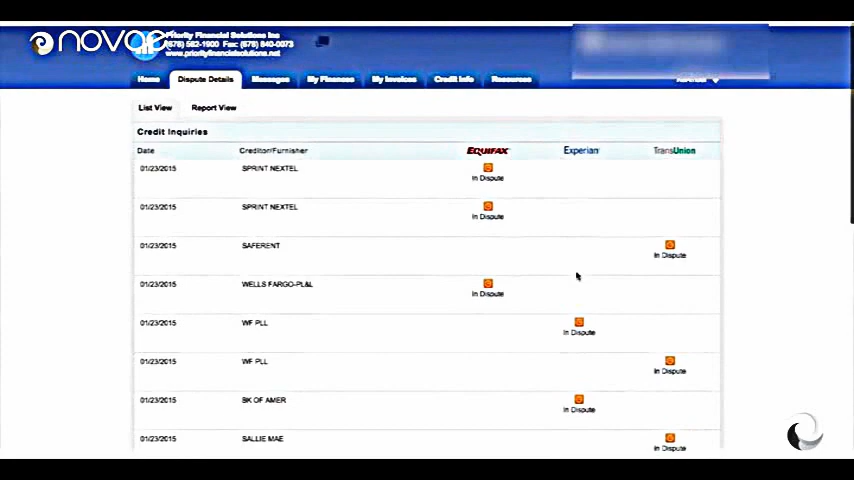 novae
Priority Financial Solutions Inc
(678) 582-1900 Fax: (678) 840-0073
www.priorityfinancialsolutions.net
Home Dispute Details Messages My Finances My Invoices Credit Info Resources
List View Report View
Credit Inquiries
Date Creditor/Furnisher EQUIFAX Experian TransUnion
01/23/2015 SPRINT NEXTEL
In Dispute
01/23/2015 SPRINT NEXTEL
In Dispute
01/23/2015 SAFERENT
In Dispute
01/23/2015 WELLS FARGO-PL&L
In Dispute
01/23/2015 WF PLL
In Dispute
01/23/2015 WF PLL
In Dispute
01/23/2015 BK OF AMER
In Dispute
01/23/2015 SALLIE MAE
In Dispute